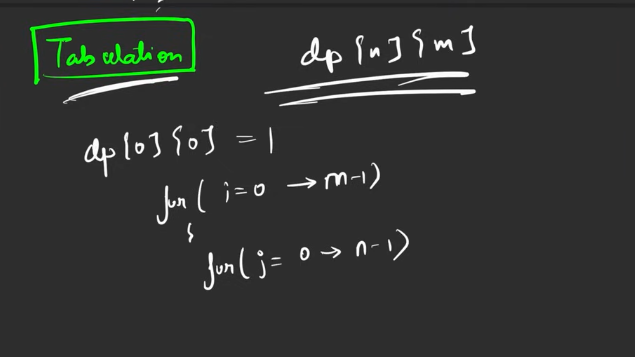 Tabulation
dp[n][m]
dp[0][0] = 1
for( i=0 → m-1)
{
for( j= 0 → n-1)